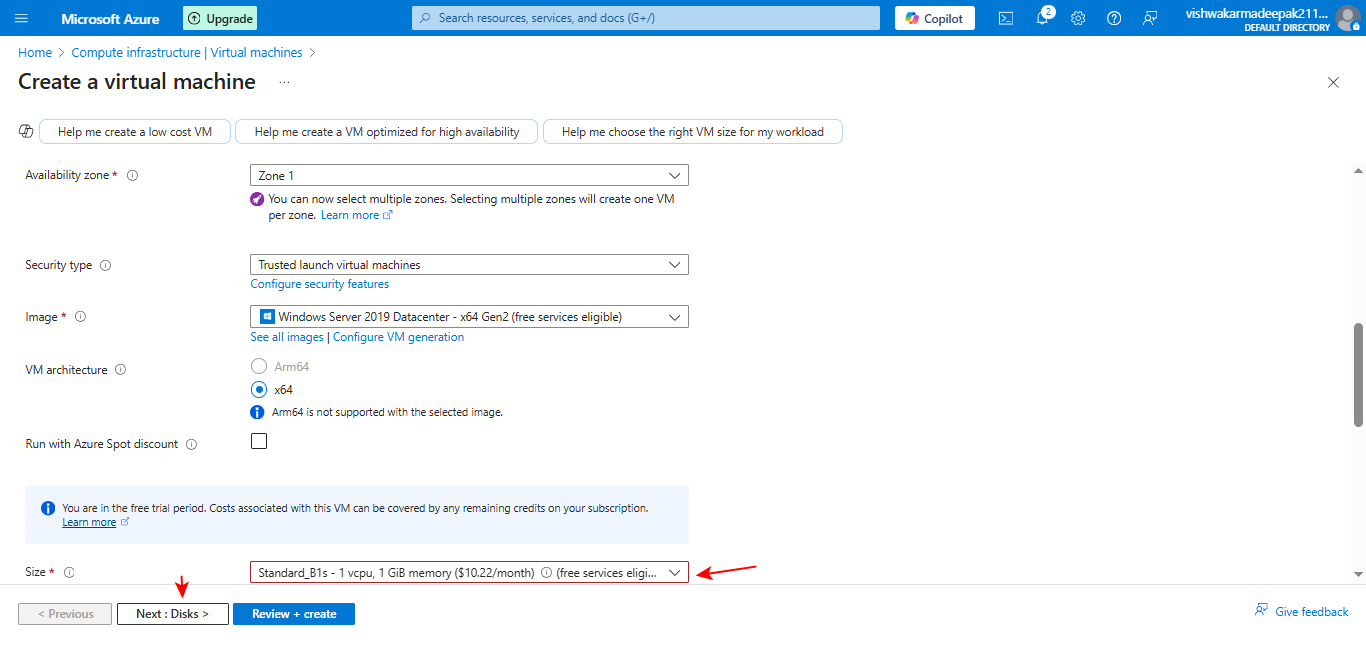 Microsoft Azure
Upgrade
Search resources, services, and docs (G+/)
Copilot
2
vishwakarmadeepak211...
DEFAULT DIRECTORY
Home > Compute infrastructure | Virtual machines >
Create a virtual machine ...
Help me create a low cost VM
Help me create a VM optimized for high availability
Help me choose the right VM size for my workload
Availability zone *
Zone 1
You can now select multiple zones. Selecting multiple zones will create one VM
per zone. Learn more
Security type
Trusted launch virtual machines
Configure security features
Image *
Windows Server 2019 Datacenter - x64 Gen2 (free services eligible)
See all images | Configure VM generation
VM architecture
Arm64
x64
Arm64 is not supported with the selected image.
Run with Azure Spot discount
You are in the free trial period. Costs associated with this VM can be covered by any remaining credits on your subscription.
Learn more
Size *
Standard_B1s - 1 vcpu, 1 GiB memory ($10.22/month) (free services eligi...
< Previous
Next : Disks >
Review + create
Give feedback